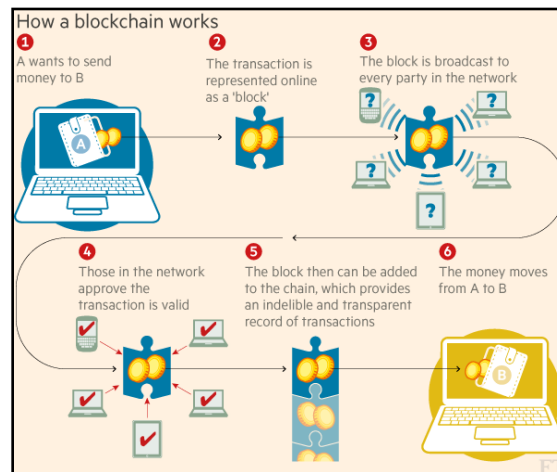 How a blockchain works
1
A wants to send
money to B
2
The transaction is
represented online
as a 'block'
3
The block is broadcast to
every party in the network
A
?
?
?
?
?
4
Those in the network
approve the
transaction is valid
5
The block then can be added
to the chain, which provides
an indelible and transparent
record of transactions
6
The money moves
from A to B
B